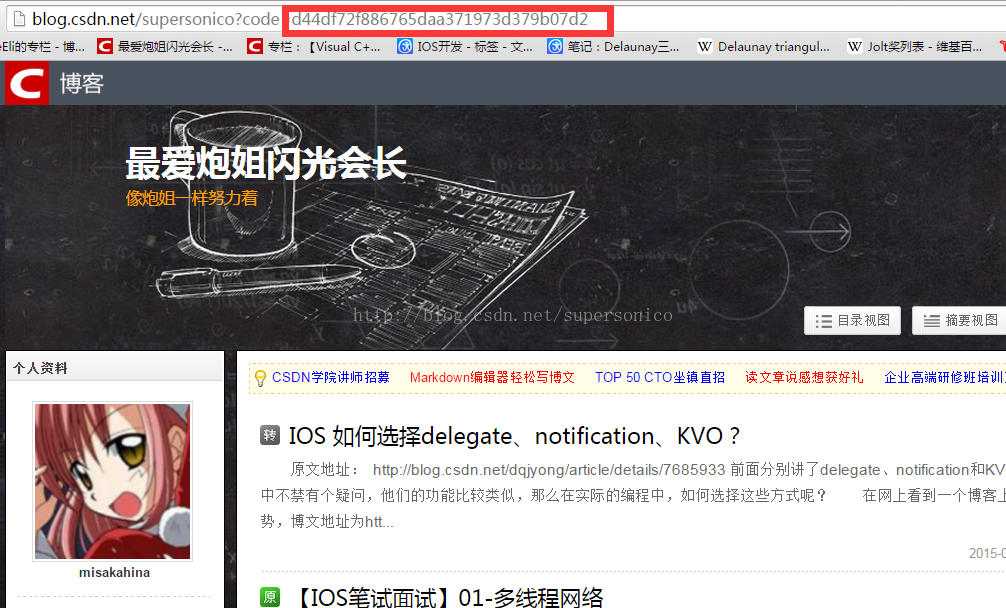 blog.csdn.net/supersonico?code=d44df72f886765daa371973d379b07d2
eEli的专栏 - 博... 最爱炮姐闪光会长 -... 专栏：【Visual C+... IOS开发 - 标签 - 文... 笔记：Delaunay三... Delaunay triangul... Jolt奖列表 - 维基百...
博客
最爱炮姐闪光会长
像炮姐一样努力着
http://blog.csdn.net/supersonico
目录视图 摘要视图
个人资料
CSDN学院讲师招募 Markdown编辑器轻松写博文 TOP 50 CTO坐镇直招 读文章说感想获好礼 企业高端研修班培训
转 IOS 如何选择delegate、notification、KVO？
原文地址： http://blog.csdn.net/dqjyong/article/details/7685933 前面分别讲了delegate、notification和KV
中不禁有个疑问，他们的功能比较类似，那么在实际的编程中，如何选择这些方式呢？ 在网上看到一个博客上
势，博文地址为htt...
2015-0
misakahina
原 【IOS笔试面试】01-多线程网络